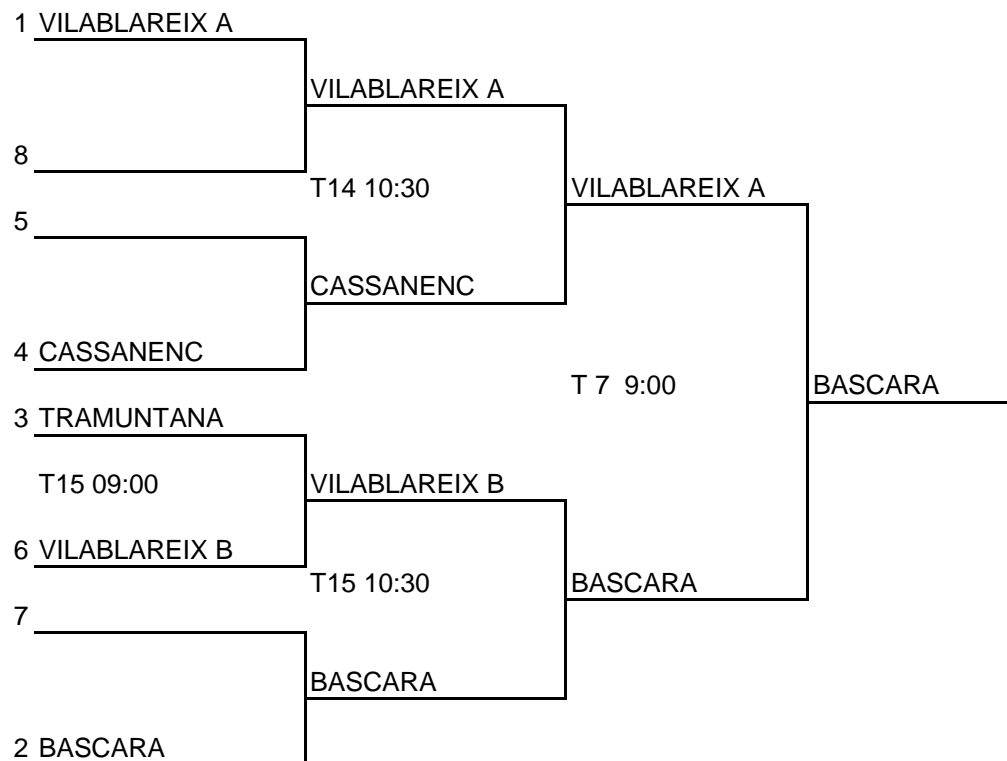 1 VILABLAREIX A
VILABLAREIX A
8
T14 10:30
VILABLAREIX A
5
CASSANENC
4 CASSANENC
T 7 9:00
BASCARA
3 TRAMUNTANA
T15 09:00
VILABLAREIX B
6 VILABLAREIX B
T15 10:30
BASCARA
7
BASCARA
2 BASCARA